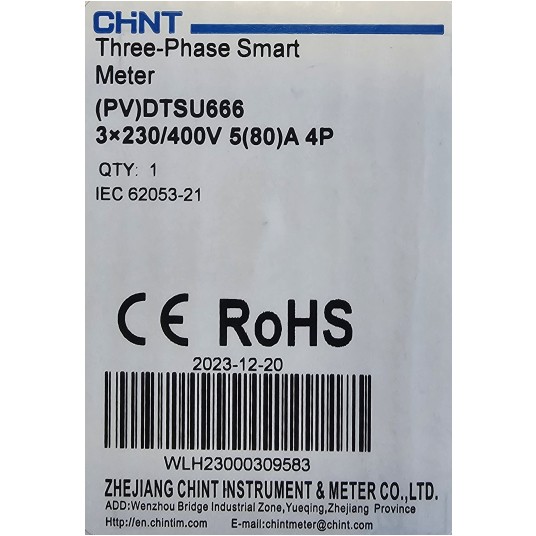 CHNT
Three-Phase Smart
Meter
(PV)DTSU666
3×230/400V 5(80)A 4P
QTY: 1
IEC 62053-21
CE RoHS
2023-12-20
WLH23000309583
ZHEJIANG CHINT INSTRUMENT & METER CO.,LTD.
ADD:Wenzhou Bridge Industrial Zone,Yueqing,Zhejiang Province
Http://en.chintim.com E-mail:chintmeter@chint.com